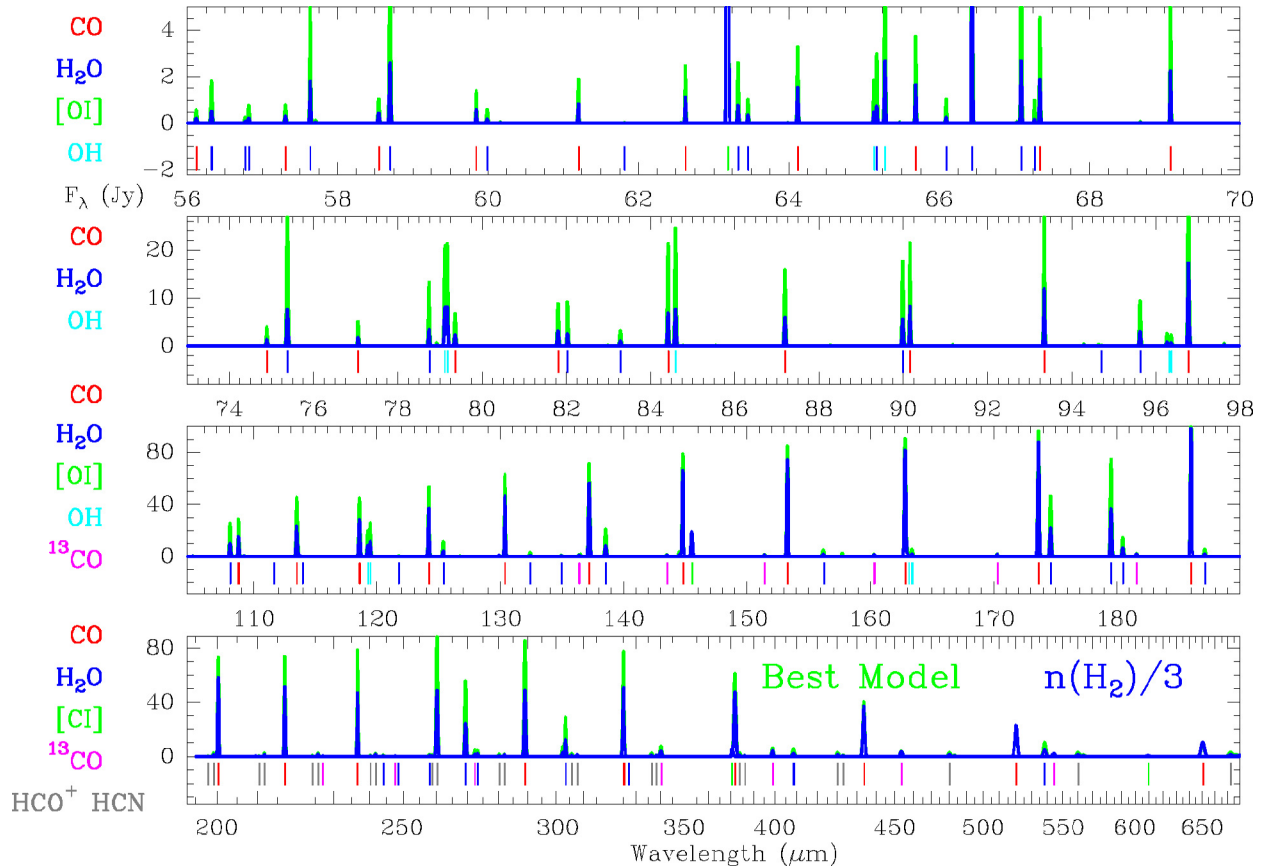 CO
H₂O
[OI]
OH
4
2
0
−2
F_λ (Jy)
56 58 60 62 64 66 68 70
CO
H₂O
OH
20
10
0
74 76 78 80 82 84 86 88 90 92 94 96 98
CO
H₂O
[OI]
OH
¹³CO
80
40
0
110 120 130 140 150 160 170 180
CO
H₂O
[CI]
¹³CO
HCO⁺ HCN
80
40
0
Best Model n(H₂)/3
200 250 300 350 400 450 500 550 600 650
Wavelength (μm)